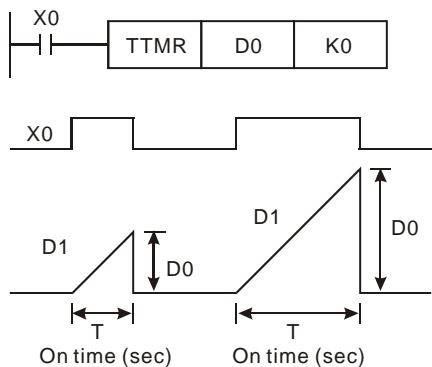 X0
TTMR D0 K0
X0
D1 D0 D1 D0
T T
On time (sec) On time (sec)